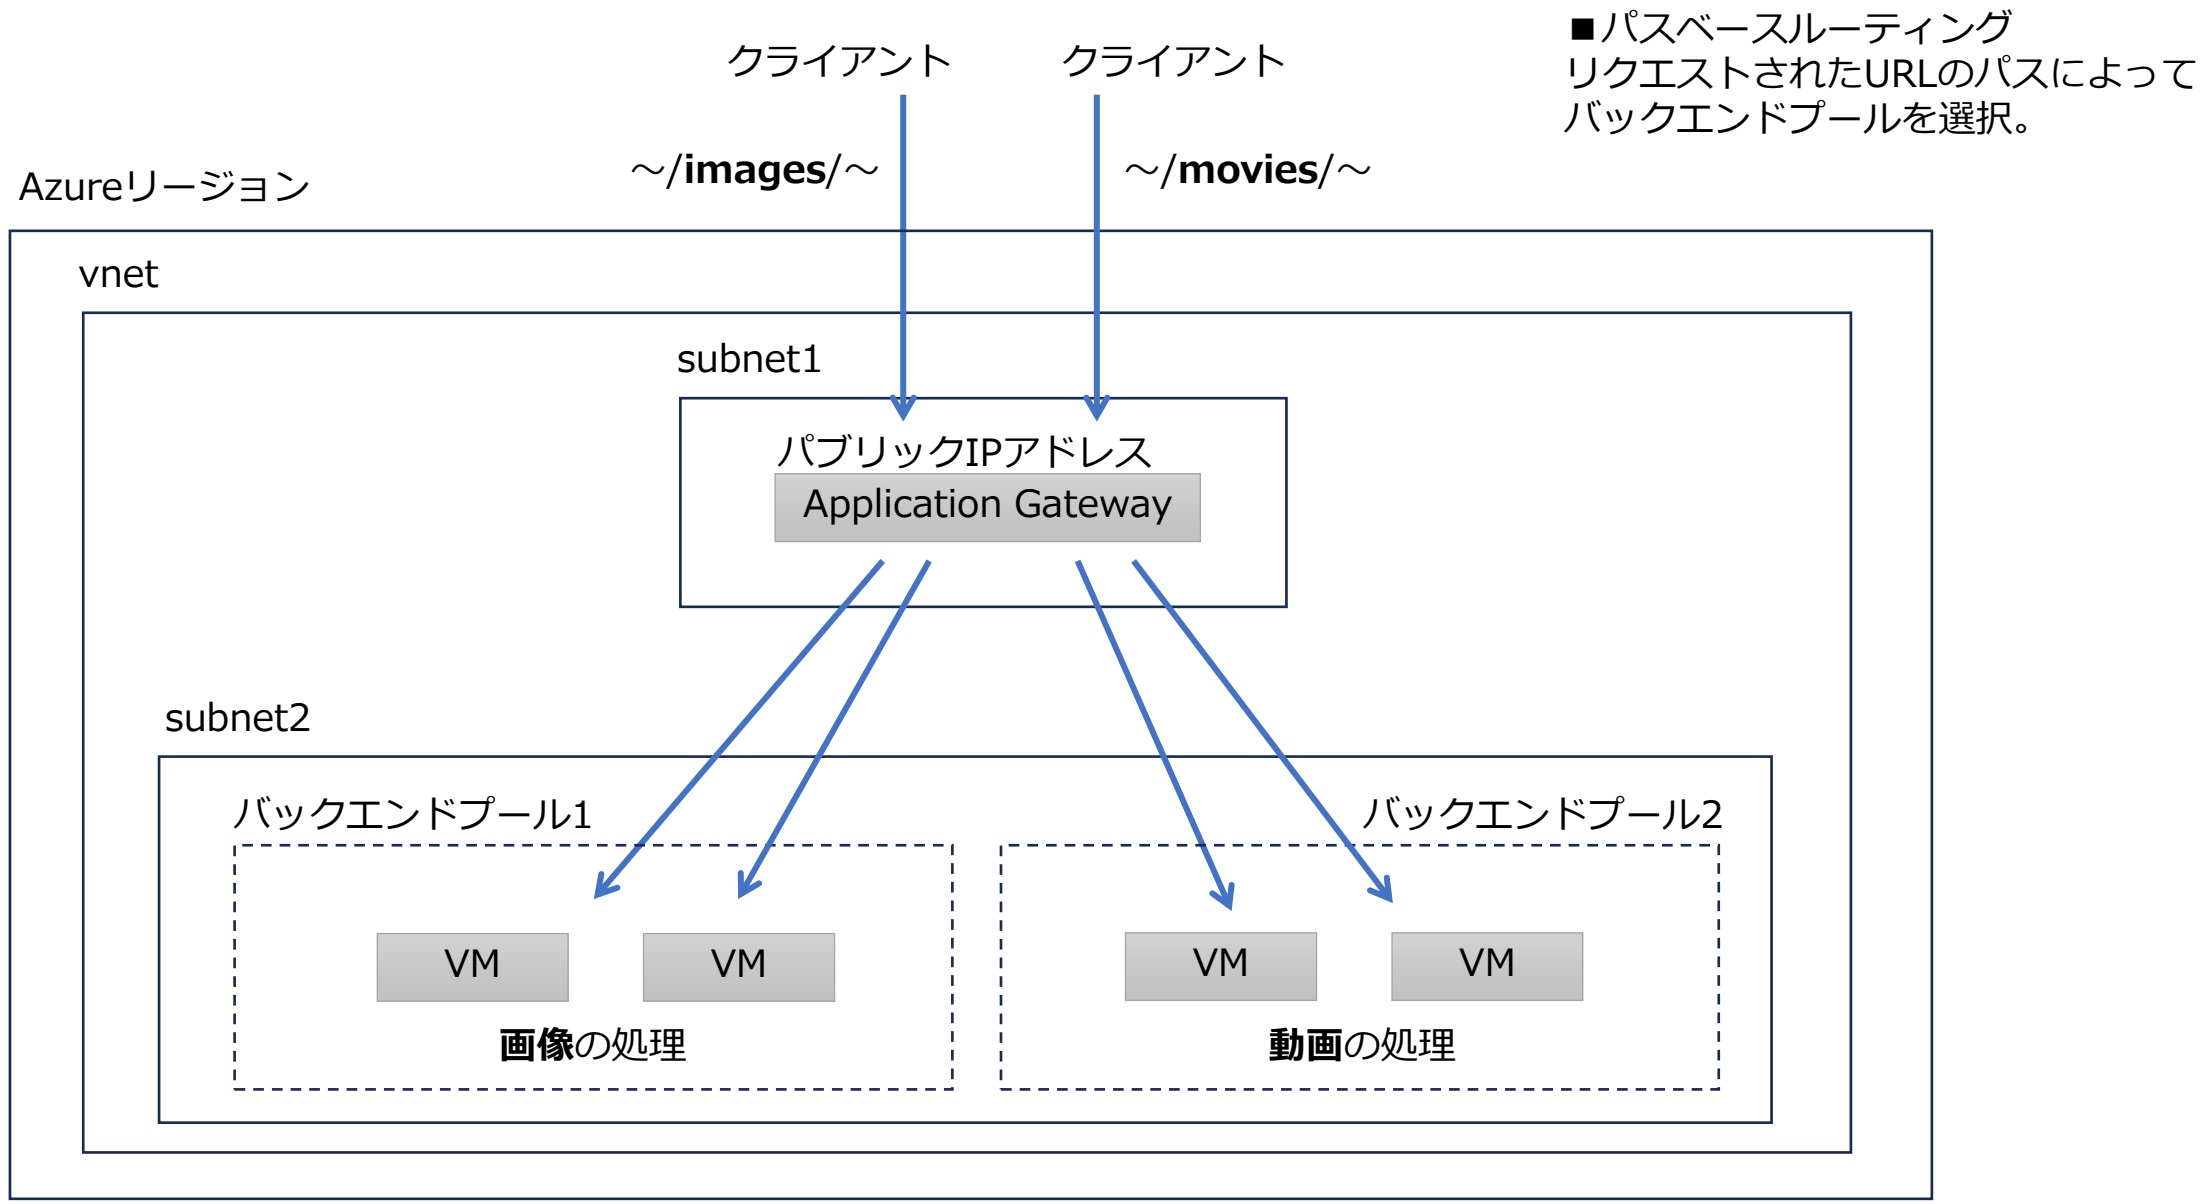 ■パスベースルーティング
リクエストされたURLのパスによって
バックエンドプールを選択。
クライアント
クライアント
～/images/～
～/movies/～
Azureリージョン
vnet
subnet1
パブリックIPアドレス
Application Gateway
subnet2
バックエンドプール1
バックエンドプール2
VM
VM
VM
VM
画像の処理
動画の処理